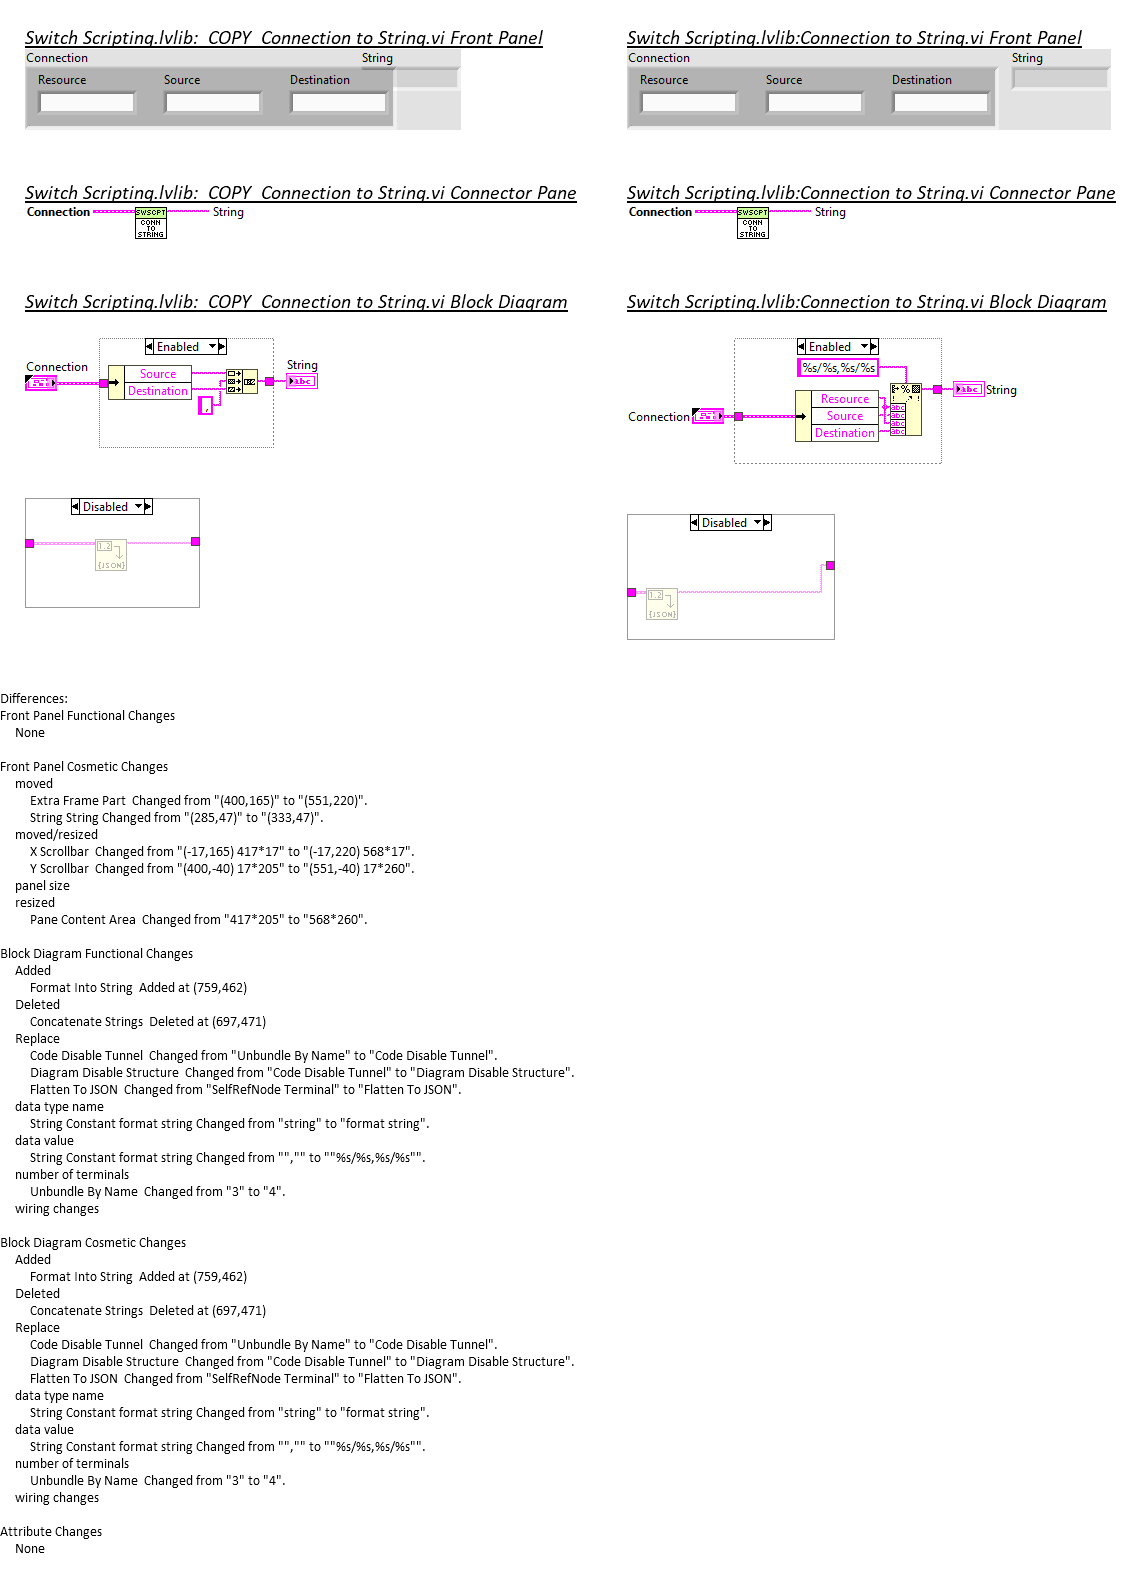 Switch Scripting.lvlib:  COPY  Connection to String.vi Front Panel
Connection
String
Resource
Source
Destination
Switch Scripting.lvlib:Connection to String.vi Front Panel
Connection
String
Resource
Source
Destination
Switch Scripting.lvlib:  COPY  Connection to String.vi Connector Pane
Connection
String
SWSCPT
CONN
TO
STRING
Switch Scripting.lvlib:Connection to String.vi Connector Pane
Connection
String
SWSCPT
CONN
TO
STRING
Switch Scripting.lvlib:  COPY  Connection to String.vi Block Diagram
Enabled
Connection
Source
Destination
,
String
abc
Disabled
1.2
{JSON}
Switch Scripting.lvlib:Connection to String.vi Block Diagram
Enabled
%s/%s,%s/%s
Connection
Resource
Source
Destination
%
abc
abc
abc
abc
abc
String
Disabled
1.2
{JSON}
Differences:
Front Panel Functional Changes
None
Front Panel Cosmetic Changes
moved
Extra Frame Part  Changed from "(400,165)" to "(551,220)".
String String Changed from "(285,47)" to "(333,47)".
moved/resized
X Scrollbar  Changed from "(-17,165) 417*17" to "(-17,220) 568*17".
Y Scrollbar  Changed from "(400,-40) 17*205" to "(551,-40) 17*260".
panel size
resized
Pane Content Area  Changed from "417*205" to "568*260".
Block Diagram Functional Changes
Added
Format Into String  Added at (759,462)
Deleted
Concatenate Strings  Deleted at (697,471)
Replace
Code Disable Tunnel  Changed from "Unbundle By Name" to "Code Disable Tunnel".
Diagram Disable Structure  Changed from "Code Disable Tunnel" to "Diagram Disable Structure".
Flatten To JSON  Changed from "SelfRefNode Terminal" to "Flatten To JSON".
data type name
String Constant format string Changed from "string" to "format string".
data value
String Constant format string Changed from "","" to ""%s/%s,%s/%s"".
number of terminals
Unbundle By Name  Changed from "3" to "4".
wiring changes
Block Diagram Cosmetic Changes
Added
Format Into String  Added at (759,462)
Deleted
Concatenate Strings  Deleted at (697,471)
Replace
Code Disable Tunnel  Changed from "Unbundle By Name" to "Code Disable Tunnel".
Diagram Disable Structure  Changed from "Code Disable Tunnel" to "Diagram Disable Structure".
Flatten To JSON  Changed from "SelfRefNode Terminal" to "Flatten To JSON".
data type name
String Constant format string Changed from "string" to "format string".
data value
String Constant format string Changed from "","" to ""%s/%s,%s/%s"".
number of terminals
Unbundle By Name  Changed from "3" to "4".
wiring changes
Attribute Changes
None